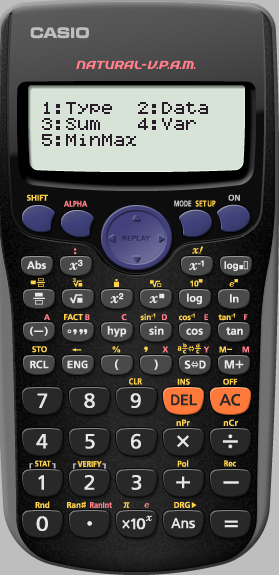 CASIO
NATURAL-V.P.A.M.
1:Type 2:Data
3:Sum 4:Var
5:MinMax
SHIFT ALPHA REPLAY MODE SETUP ON
: x!
Abs x³ x⁻¹ log▪▯
■▤ ³√▯ 10■ e■
√▪ x² x■ log ln
A FACT B C sin⁻¹ D cos⁻¹ E tan⁻¹ F
(−) °,,, hyp sin cos tan
STO ← % , X a b/c⇔d/c Y M− M
RCL ENG ( ) S⇔D M+
CLR INS OFF
7 8 9 DEL AC
nPr nCr
4 5 6 × ÷
STAT VERIFY Pol Rec
1 2 3 + −
Rnd Ran# RanInt π e DRG▶
0 • ×10ˣ Ans =